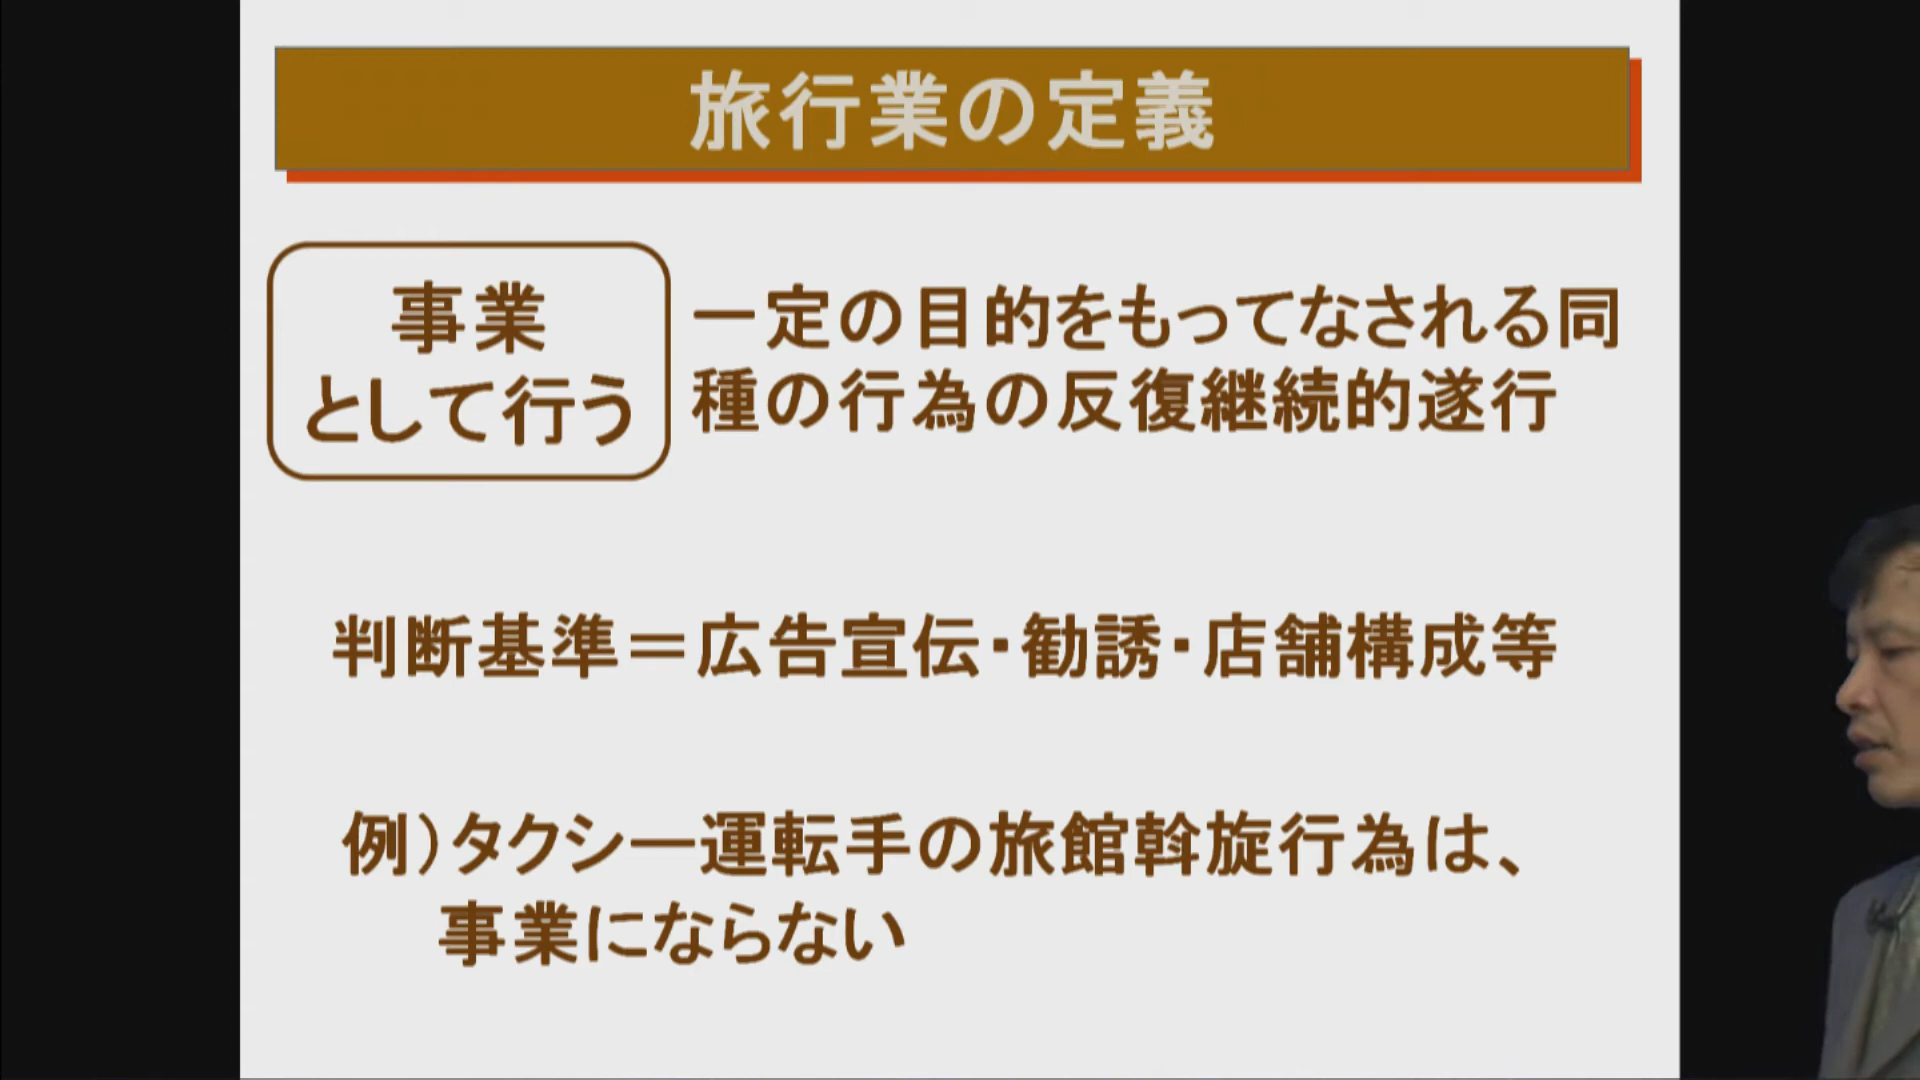 旅行業の定義
事業
として行う
一定の目的をもってなされる同
種の行為の反復継続的遂行
判断基準＝広告宣伝・勧誘・店舗構成等
例）タクシー運転手の旅館斡旋行為は、
事業にならない